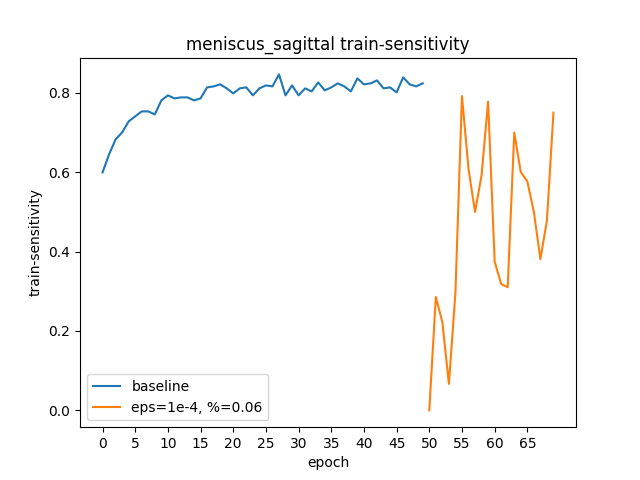 meniscus_sagittal train-sensitivity
train-sensitivity
0.8
0.6
0.4
0.2
0.0
baseline
eps=1e-4, %=0.06
0 5 10 15 20 25 30 35 40 45 50 55 60 65
epoch